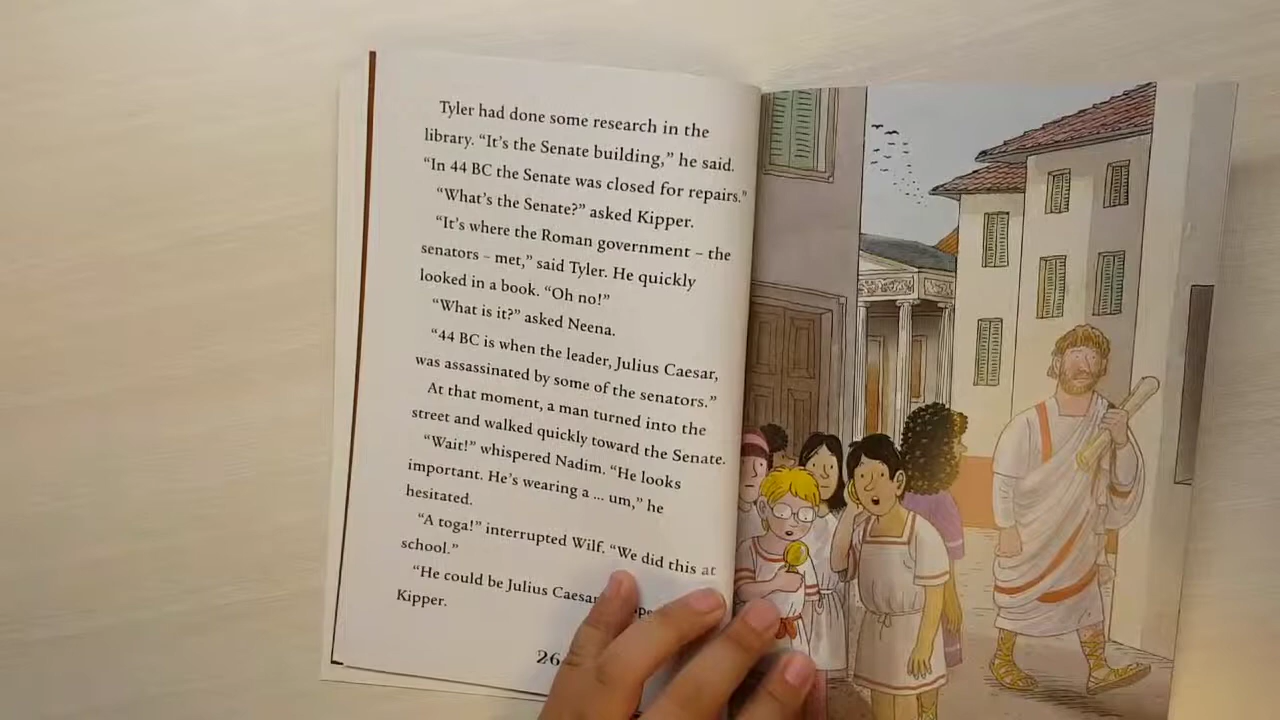 Tyler had done some research in the
library. “It’s the Senate building,” he said.
“In 44 BC the Senate was closed for repairs.”
“What’s the Senate?” asked Kipper.
“It’s where the Roman government – the
senators – met,” said Tyler. He quickly
looked in a book. “Oh no!”
“What is it?” asked Neena.
“44 BC is when the leader, Julius Caesar,
was assassinated by some of the senators.”
At that moment, a man turned into the
street and walked quickly toward the Senate.
“Wait!” whispered Nadim. “He looks
important. He’s wearing a ... um,” he
hesitated.
“A toga!” interrupted Wilf. “We did this at
school.”
“He could be Julius Caesar
Kipper.
26